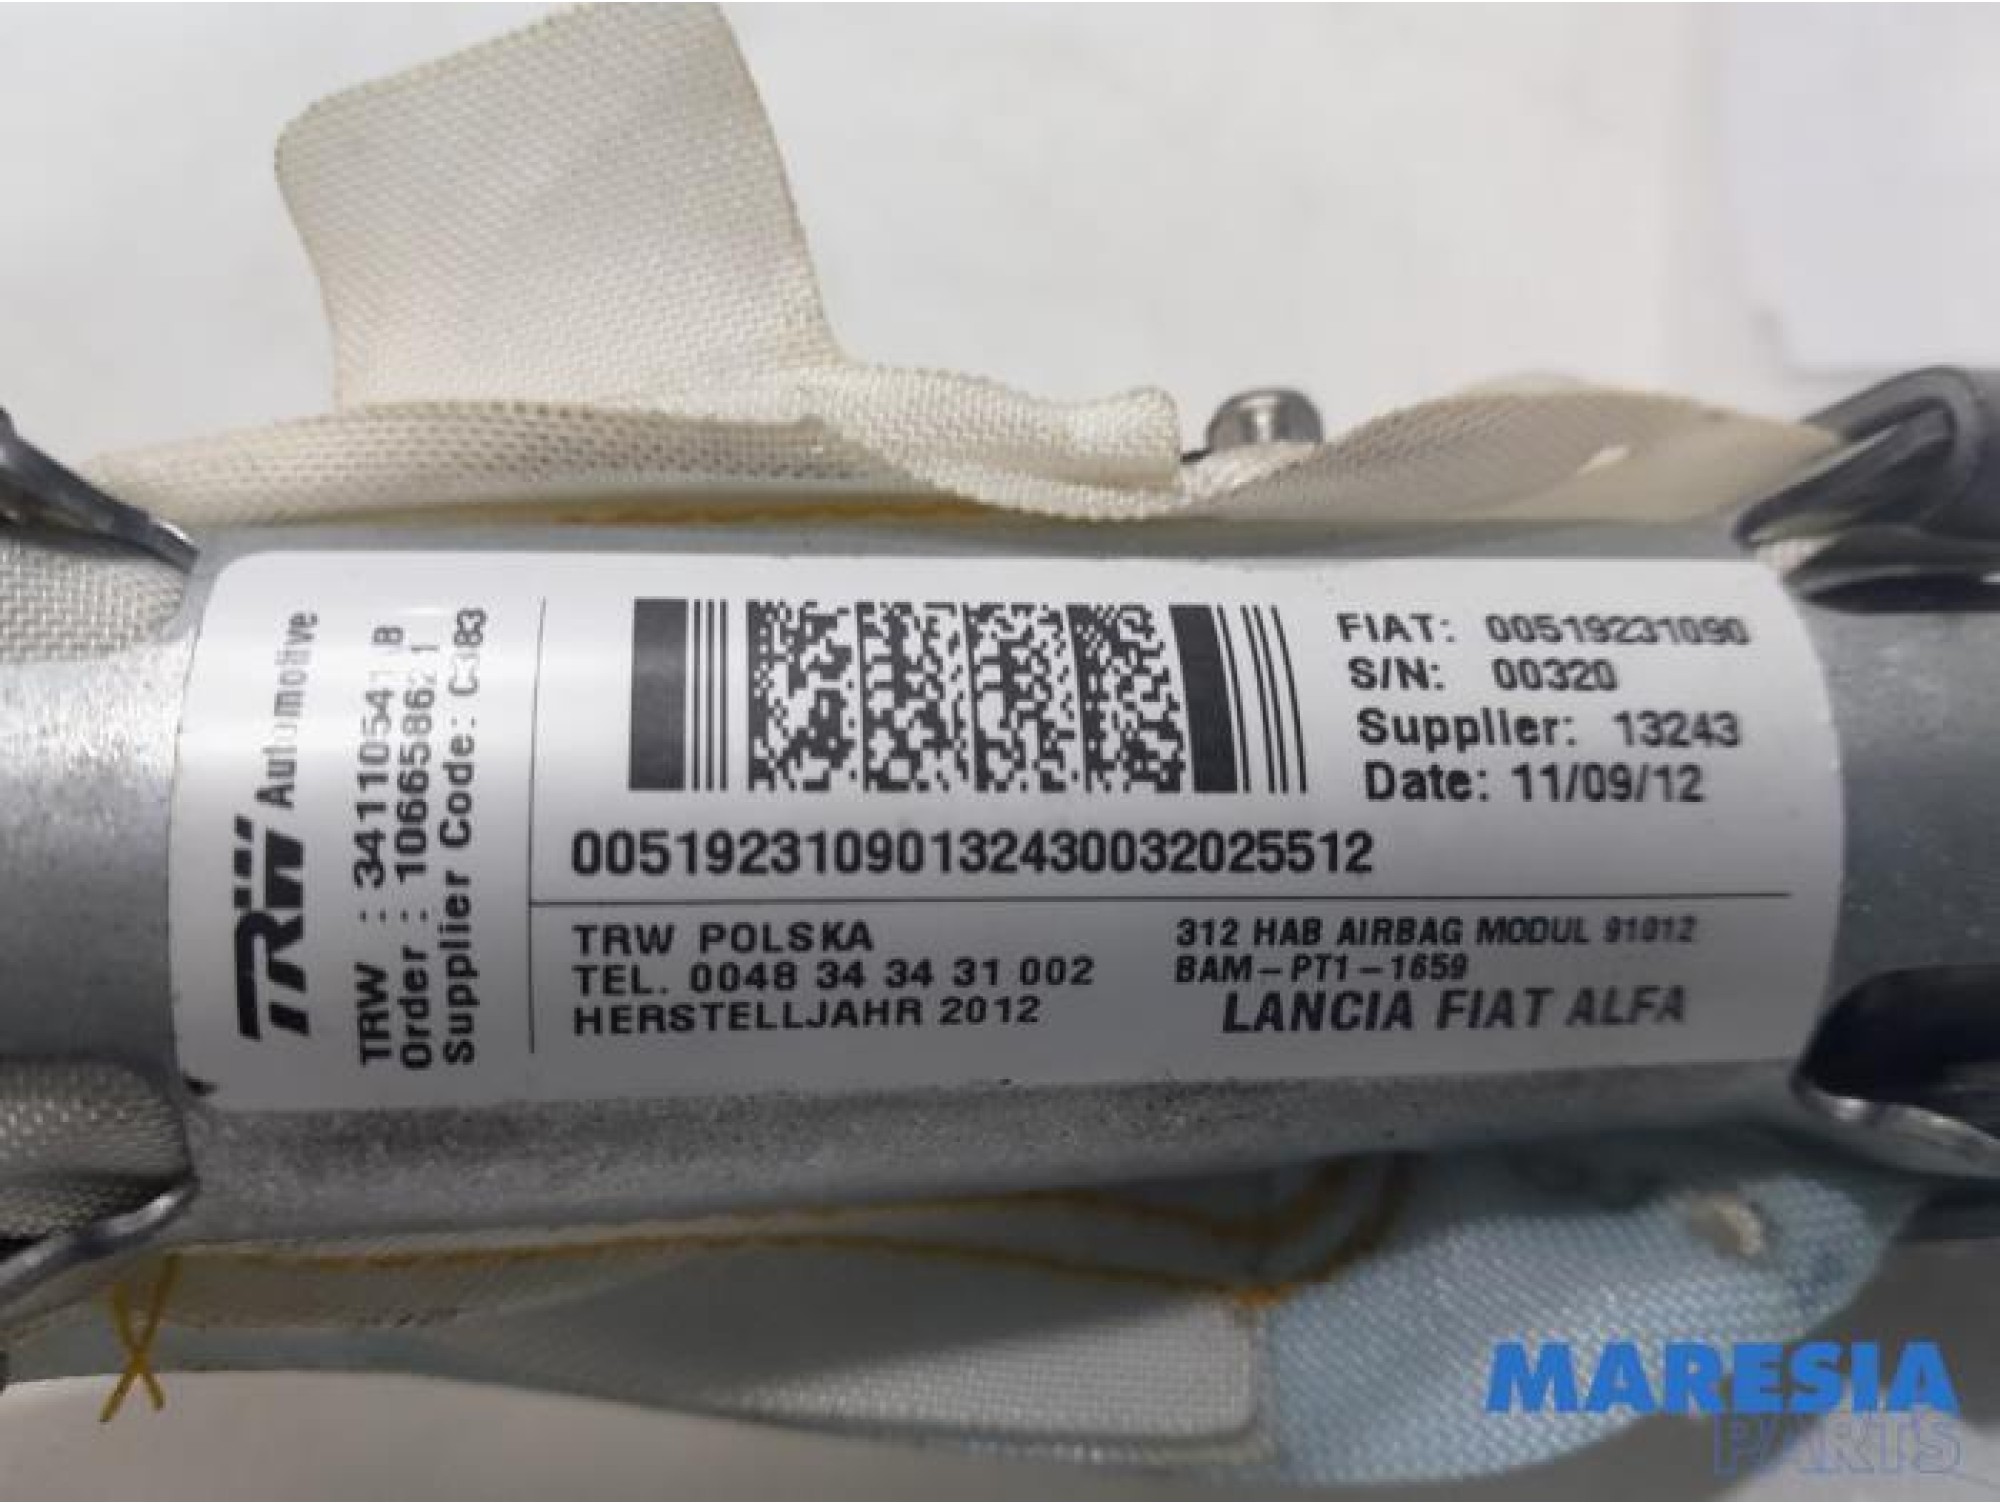 TRW Automotive
TRW : 34110541 B
Order : 1066586211
Supplier Code: C383
FIAT: 00519231090
S/N: 00320
Supplier: 13243
Date: 11/09/12
00519231090132430032025512
TRW POLSKA
TEL. 0048 34 34 31 002
HERSTELLJAHR 2012
312 HAB AIRBAG MODUL 91012
BAM-PT1-1659
LANCIA FIAT ALFA
MARESIA
PARTS